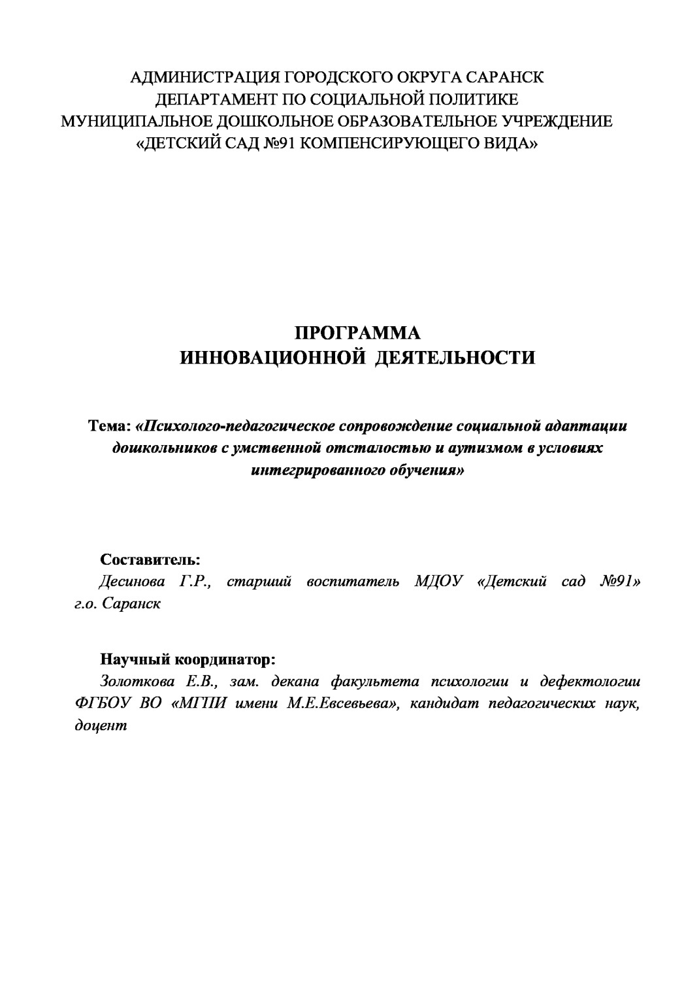 АДМИНИСТРАЦИЯ ГОРОДСКОГО ОКРУГА САРАНСК
ДЕПАРТАМЕНТ ПО СОЦИАЛЬНОЙ ПОЛИТИКЕ
МУНИЦИПАЛЬНОЕ ДОШКОЛЬНОЕ ОБРАЗОВАТЕЛЬНОЕ УЧРЕЖДЕНИЕ
«ДЕТСКИЙ САД №91 КОМПЕНСИРУЮЩЕГО ВИДА»
ПРОГРАММА
ИННОВАЦИОННОЙ ДЕЯТЕЛЬНОСТИ
Тема: «Психолого-педагогическое сопровождение социальной адаптации
дошкольников с умственной отсталостью и аутизмом в условиях
интегрированного обучения»
Составитель:
Десинова Г.Р., старший воспитатель МДОУ «Детский сад №91»
г.о. Саранск
Научный координатор:
Золоткова Е.В., зам. декана факультета психологии и дефектологии
ФГБОУ ВО «МГПИ имени М.Е.Евсевьева», кандидат педагогических наук,
доцент